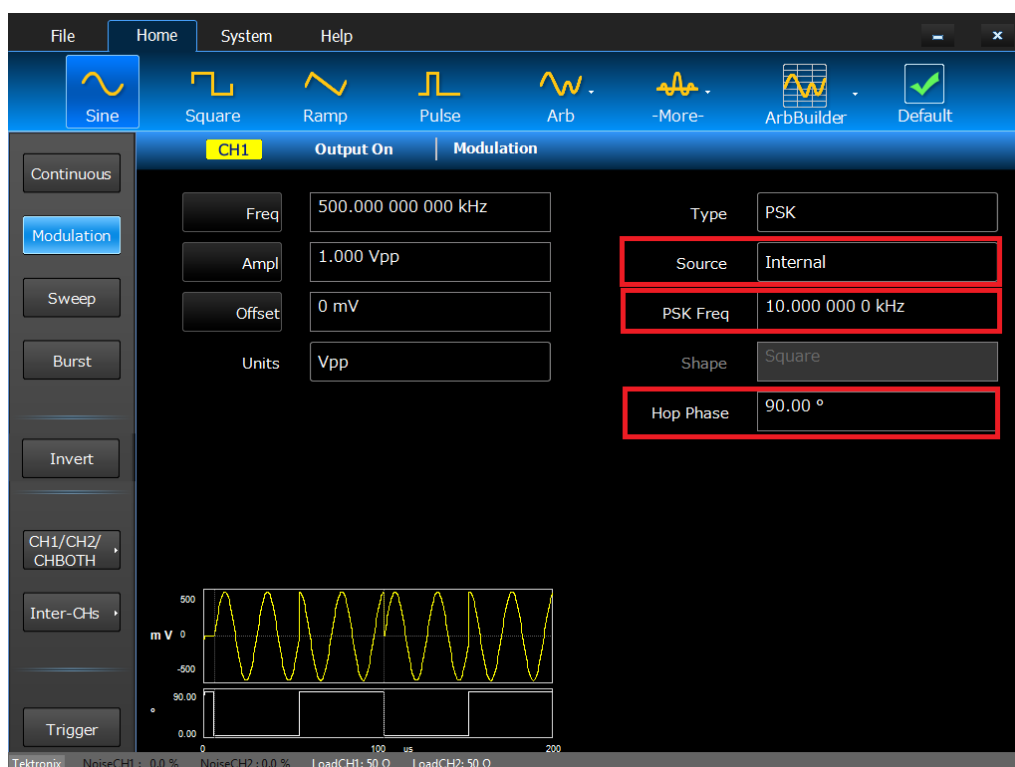 File Home System Help
Sine Square Ramp Pulse Arb -More- ArbBuilder Default
CH1 Output On Modulation
Continuous
Modulation
Sweep
Burst
Invert
CH1/CH2/
CHBOTH
Inter-CHs
Trigger
Freq 500.000 000 000 kHz
Ampl 1.000 Vpp
Offset 0 mV
Units Vpp
Type PSK
Source Internal
PSK Freq 10.000 000 0 kHz
Shape Square
Hop Phase 90.00 °
500
mV 0
-500
90.00
°
0.00
0 100 us 200
Tektronix NoiseCH1 : 0.0 % NoiseCH2 : 0.0 % LoadCH1: 50 Ω LoadCH2: 50 Ω